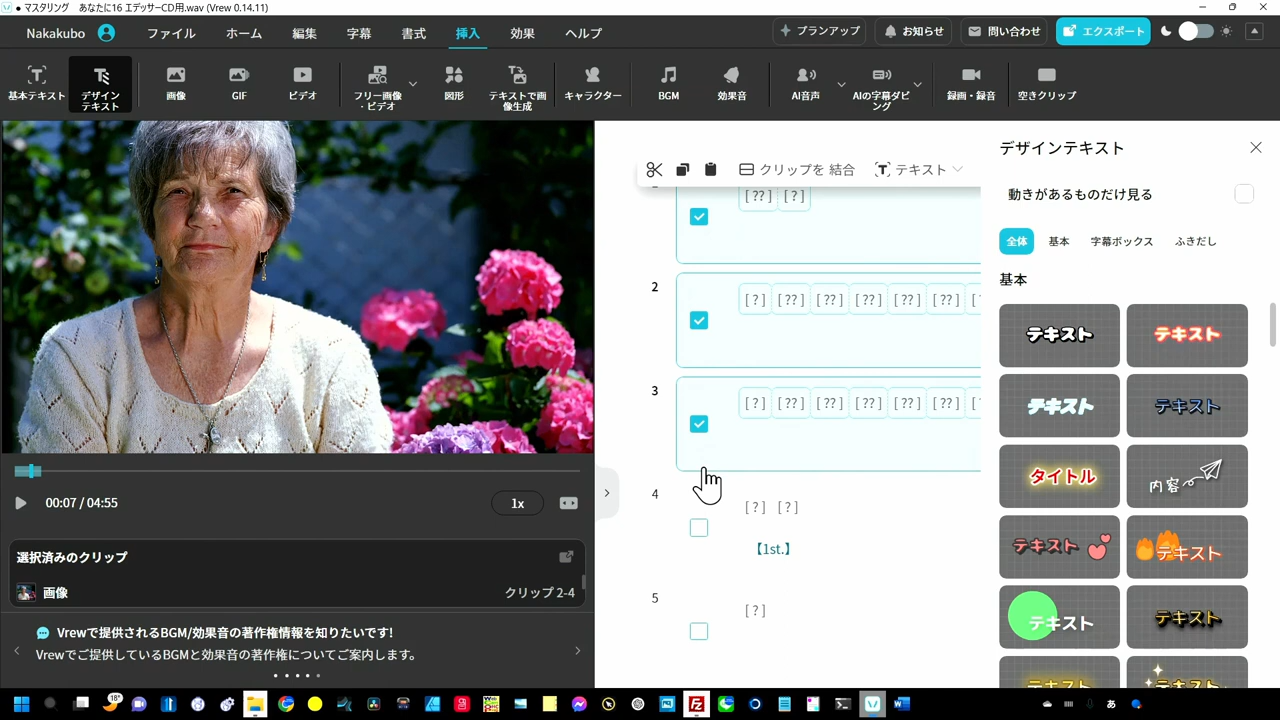 ● マスタリング　あなたに16 エデッサーCD用.wav (Vrew 0.14.11)
Nakakubo ファイル ホーム 編集 字幕 書式 挿入 効果 ヘルプ プランアップ お知らせ 問い合わせ エクスポート
基本テキスト デザインテキスト 画像 GIF ビデオ フリー画像・ビデオ 図形 テキストで画像生成 キャラクター BGM 効果音 AI音声 AIの字幕ダビング 録画・録音 空きクリップ
クリップを 結合 テキスト
[??] [?]
2
[?] [??] [??] [??] [??] [??]
3
[?] [??] [??] [??] [??] [??]
4
[?] [?]
【1st.】
5
[?]
00:07 / 04:55 1x
選択済みのクリップ
画像 クリップ 2-4
Vrewで提供されるBGM/効果音の著作権情報を知りたいです!
Vrewでご提供しているBGMと効果音の著作権についてご案内します。
デザインテキスト
動きがあるものだけ見る
全体 基本 字幕ボックス ふきだし
基本
テキスト テキスト
テキスト テキスト
タイトル 内容
テキスト テキスト
テキスト テキスト
テキスト テキスト
18°
あ